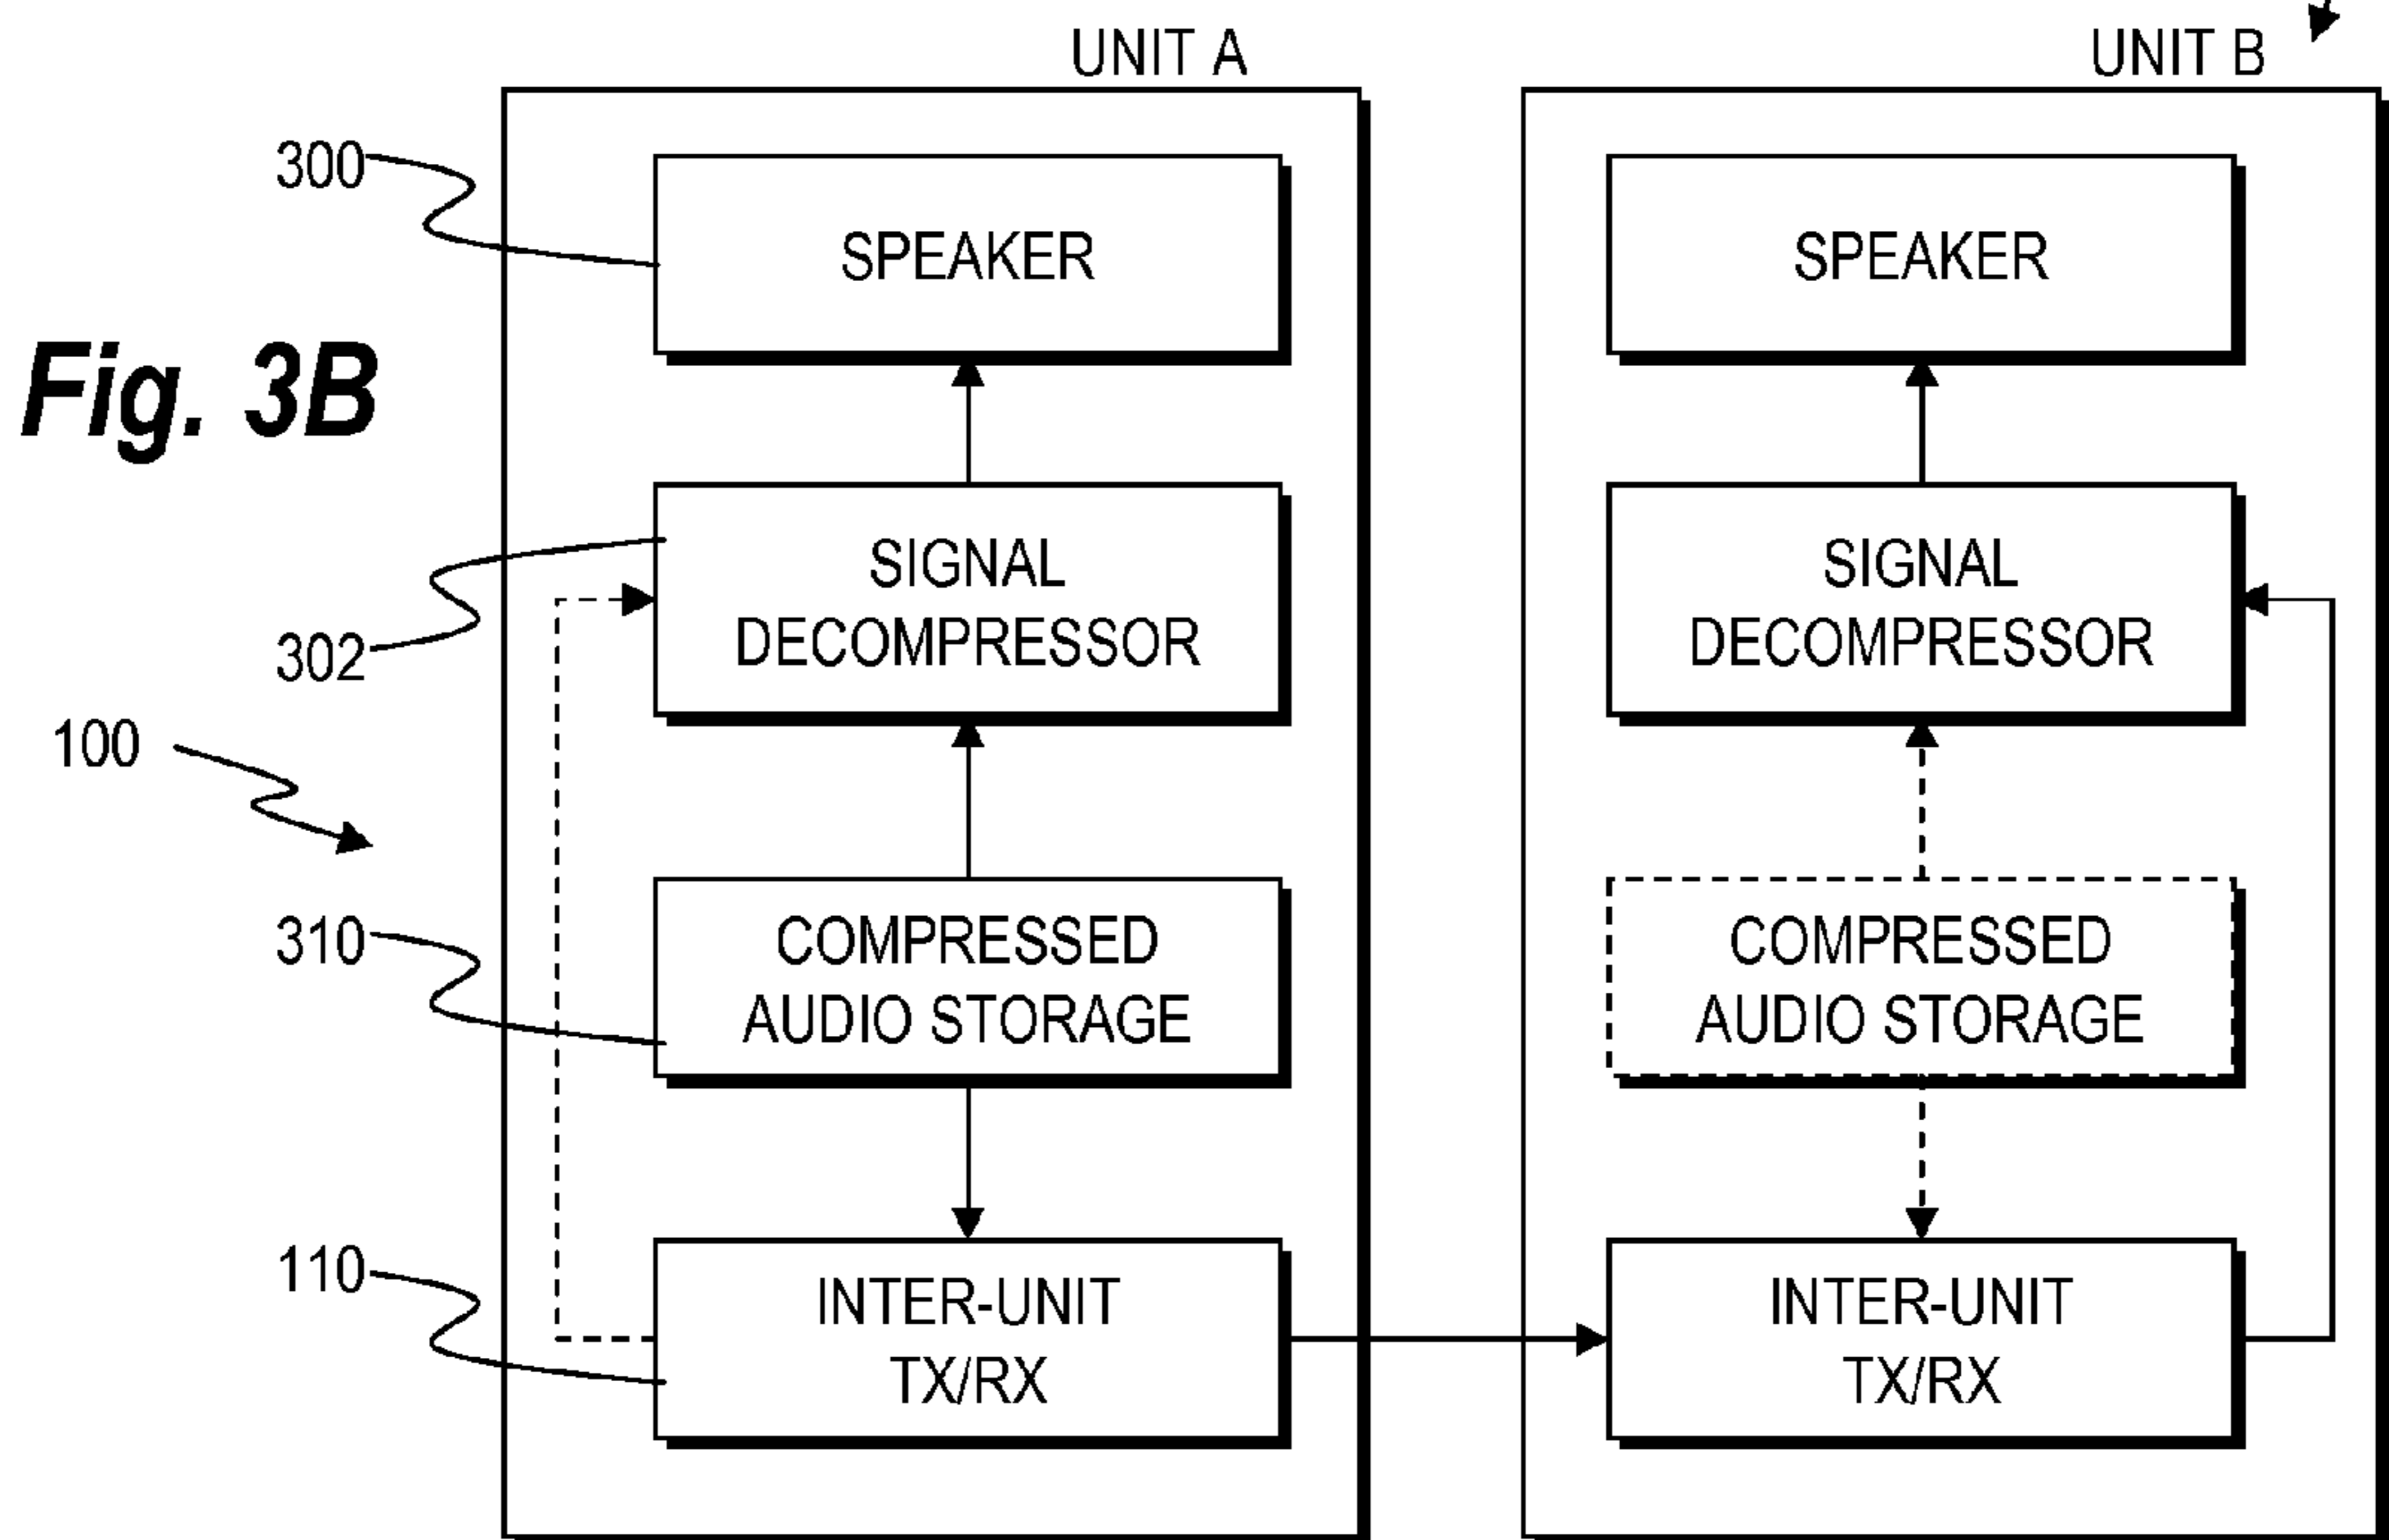 UNIT A
UNIT B
300
SPEAKER
SPEAKER
Fig. 3B
SIGNAL
DECOMPRESSOR
SIGNAL
DECOMPRESSOR
302
100
310
COMPRESSED
AUDIO STORAGE
COMPRESSED
AUDIO STORAGE
110
INTER-UNIT
TX/RX
INTER-UNIT
TX/RX